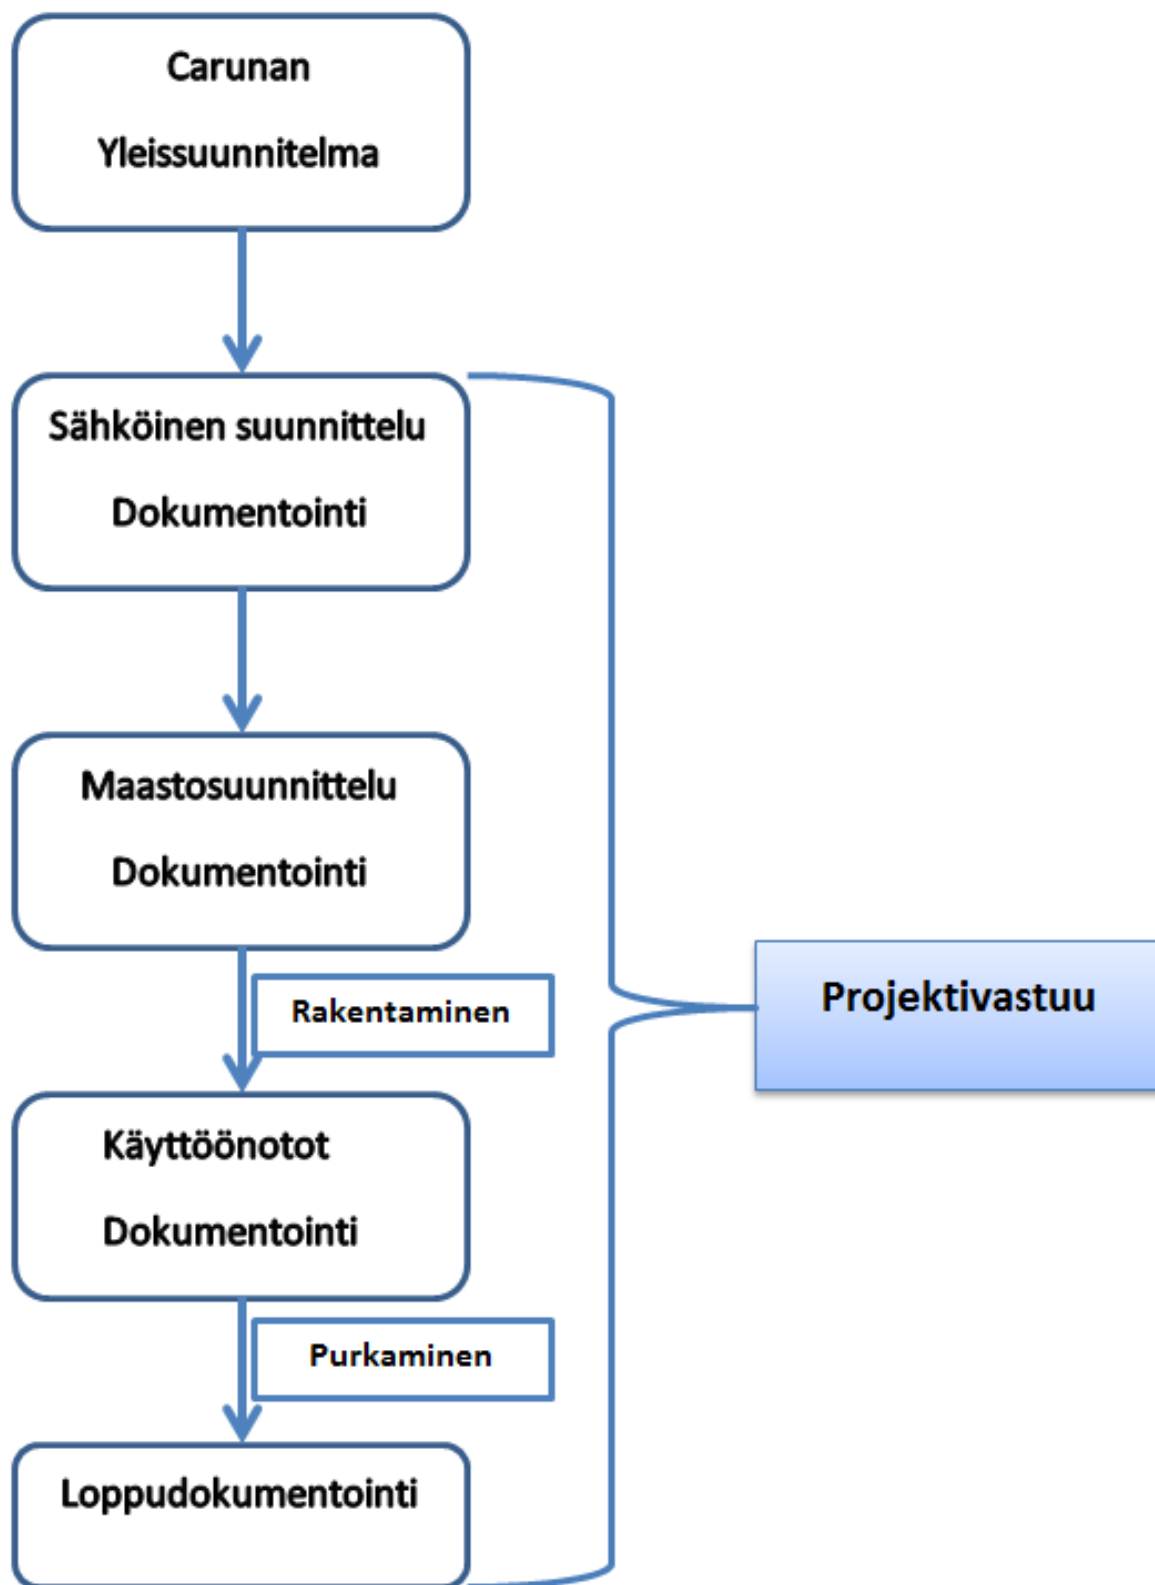 Carunan
Yleissuunnitelma
Sähköinen suunnittelu
Dokumentointi
Maastosuunnittelu
Dokumentointi
Rakentaminen
Projektivastuu
Käyttöönotot
Dokumentointi
Purkaminen
Loppudokumentointi